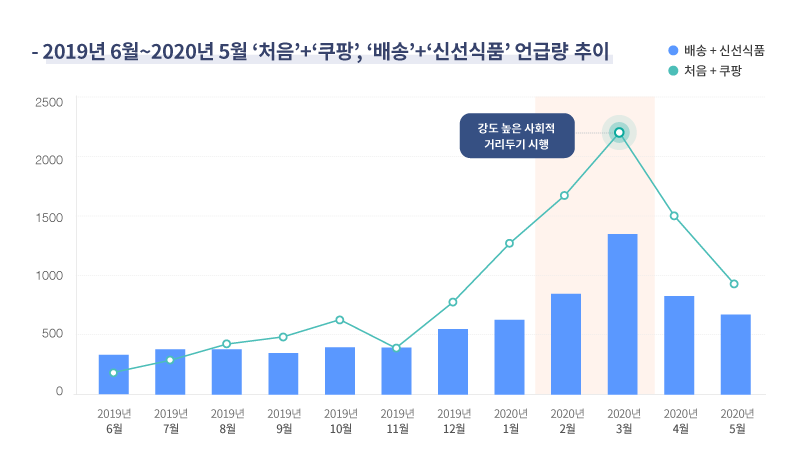 - 2019년 6월~2020년 5월 ‘처음’+‘쿠팡’, ‘배송’+‘신선식품’ 언급량 추이
배송 + 신선식품
처음 + 쿠팡
2500
강도 높은 사회적
거리두기 시행
2000
1500
1000
500
0
2019년 2019년 2019년 2019년 2019년 2019년 2019년 2020년 2020년 2020년 2020년 2020년
6월 7월 8월 9월 10월 11월 12월 1월 2월 3월 4월 5월